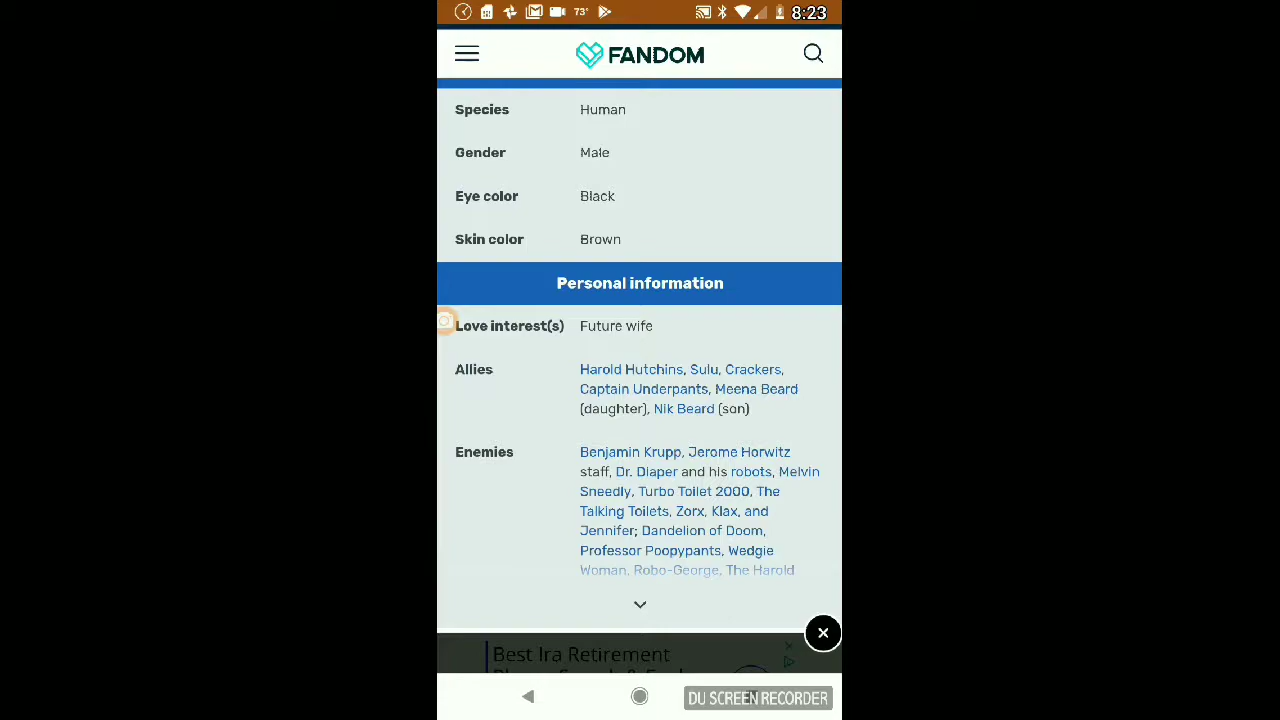 73°
8:23
FANDOM
Species Human
Gender Male
Eye color Black
Skin color Brown
Personal information
Love interest(s) Future wife
Allies Harold Hutchins, Sulu, Crackers,
Captain Underpants, Meena Beard
(daughter), Nik Beard (son)
Enemies Benjamin Krupp, Jerome Horwitz
staff, Dr. Diaper and his robots, Melvin
Sneedly, Turbo Toilet 2000, The
Talking Toilets, Zorx, Klax, and
Jennifer; Dandelion of Doom,
Professor Poopypants, Wedgie
Woman, Robo-George, The Harold
Best Ira Retirement
DU SCREEN RECORDER